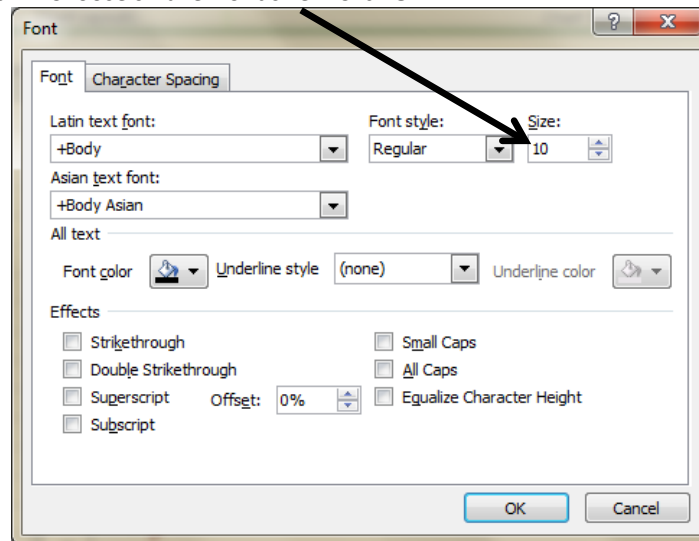 Font
Font Character Spacing
Latin text font: Font style: Size:
+Body Regular 10
Asian text font:
+Body Asian
All text
Font color Underline style (none) Underline color
Effects
Strikethrough Small Caps
Double Strikethrough All Caps
Superscript Offset: 0% Equalize Character Height
Subscript
OK Cancel